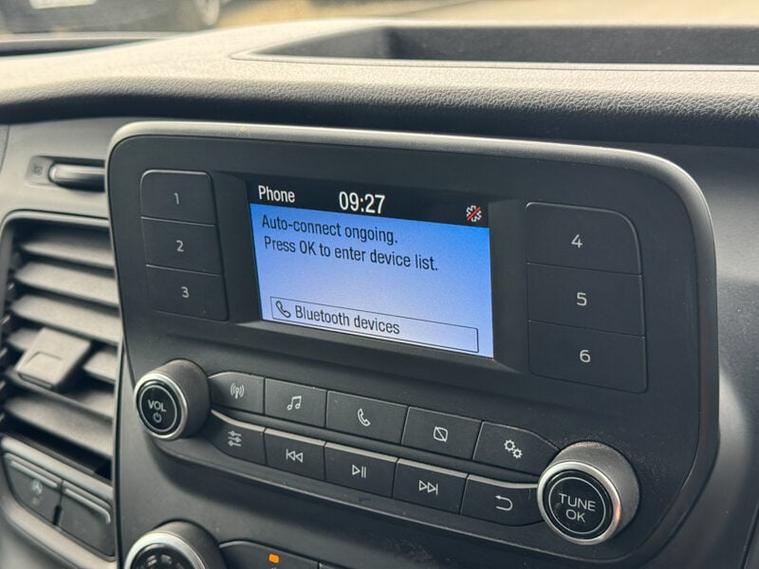 Phone 09:27
Auto-connect ongoing.
Press OK to enter device list.
Bluetooth devices
1
2
3
4
5
6
VOL
TUNE
OK